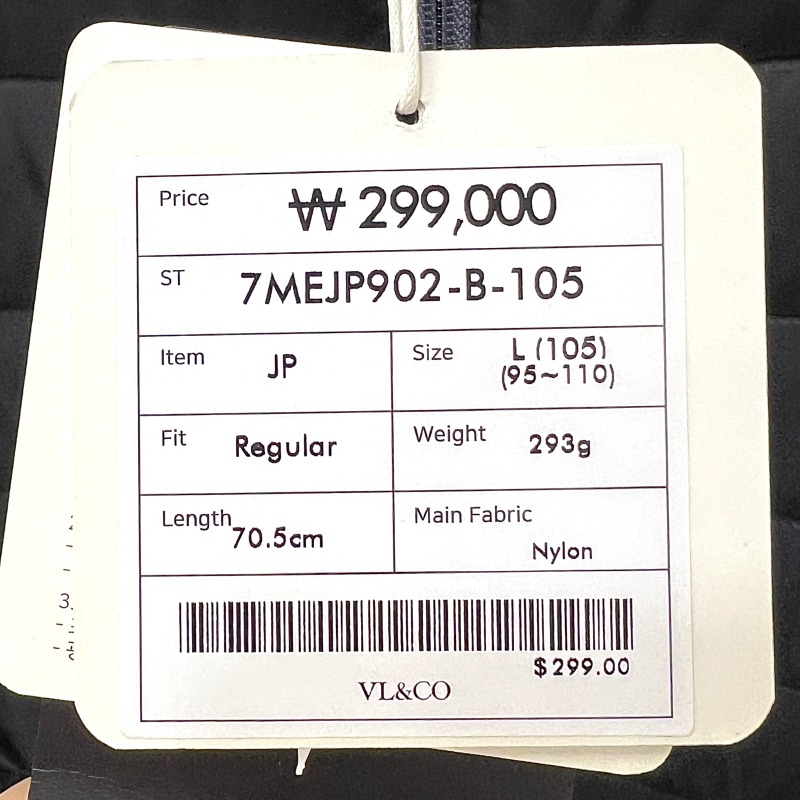 Price ₩ 299,000
ST 7MEJP902-B-105
Item JP Size L (105)
(95~110)
Fit Regular Weight 293g
Length 70.5cm Main Fabric
Nylon
$299.00
VL&CO
3.